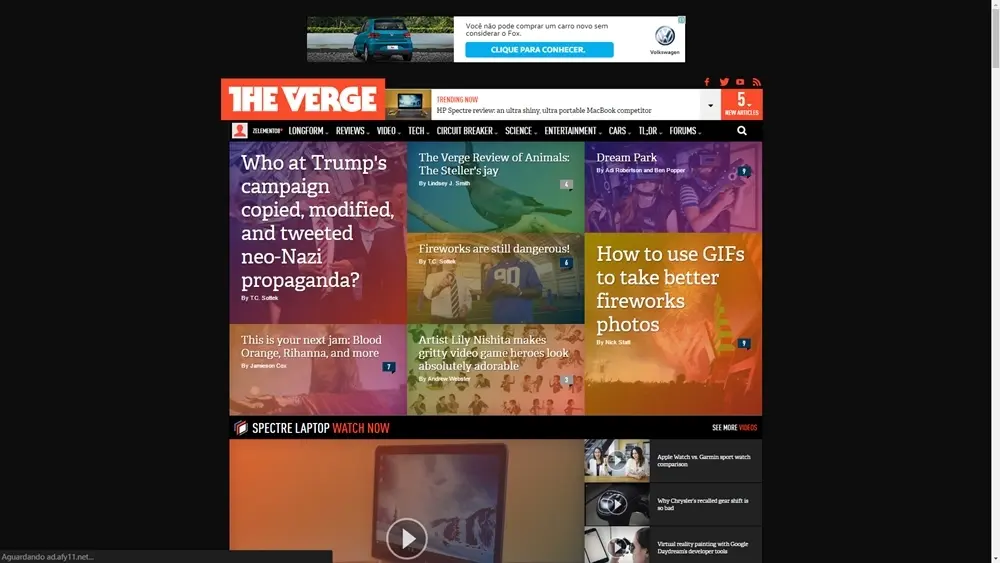 Você não pode comprar um carro novo sem
considerar o Fox.
CLIQUE PARA CONHECER.
Volkswagen
THE VERGE
TRENDING NOW
HP Spectre review: an ultra shiny, ultra portable MacBook competitor
5
NEW ARTICLES
LONGFORM
REVIEWS
VIDEO
TECH
CIRCUIT BREAKER
SCIENCE
ENTERTAINMENT
CARS
TL;DR
FORUMS
Who at Trump's
campaign
copied, modified,
and tweeted
neo-Nazi
propaganda?
By T.C. Sottek
The Verge Review of Animals:
The Steller's jay
By Lindsey J. Smith
4
Dream Park
By Adi Robertson and Ben Popper
9
Fireworks are still dangerous!
By T.C. Sottek
6
90
How to use GIFs
to take better
fireworks
photos
By Nick Statt
9
This is your next jam: Blood
Orange, Rihanna, and more
By Jamieson Cox
7
Artist Lily Nishita makes
gritty video game heroes look
absolutely adorable
By Andrew Webster
3
SPECTRE LAPTOP WATCH NOW
SEE MORE VIDEOS
Apple Watch vs. Garmin sport watch
comparison
Why Chrysler's recalled gear shift is
so bad
Virtual reality painting with Google
Daydream's developer tools
Aguardando ad.afy11.net...